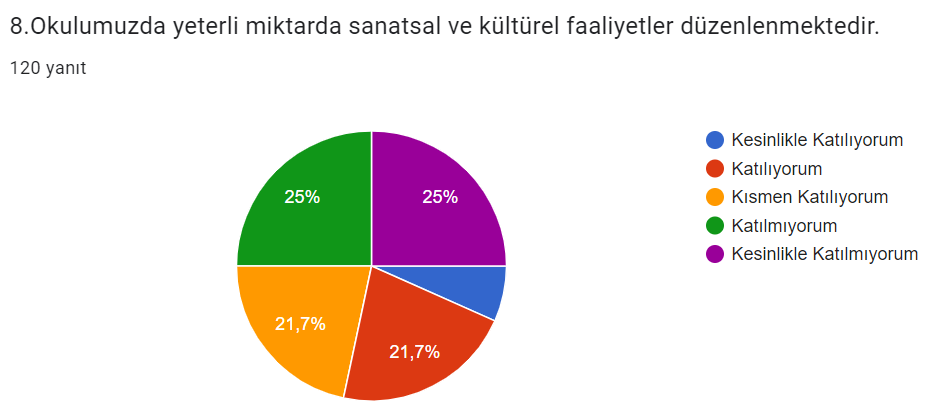 8.Okulumuzda yeterli miktarda sanatsal ve kültürel faaliyetler düzenlenmektedir.
120 yanıt
25%
25%
21,7%
21,7%
Kesinlikle Katılıyorum
Katılıyorum
Kısmen Katılıyorum
Katılmıyorum
Kesinlikle Katılmıyorum